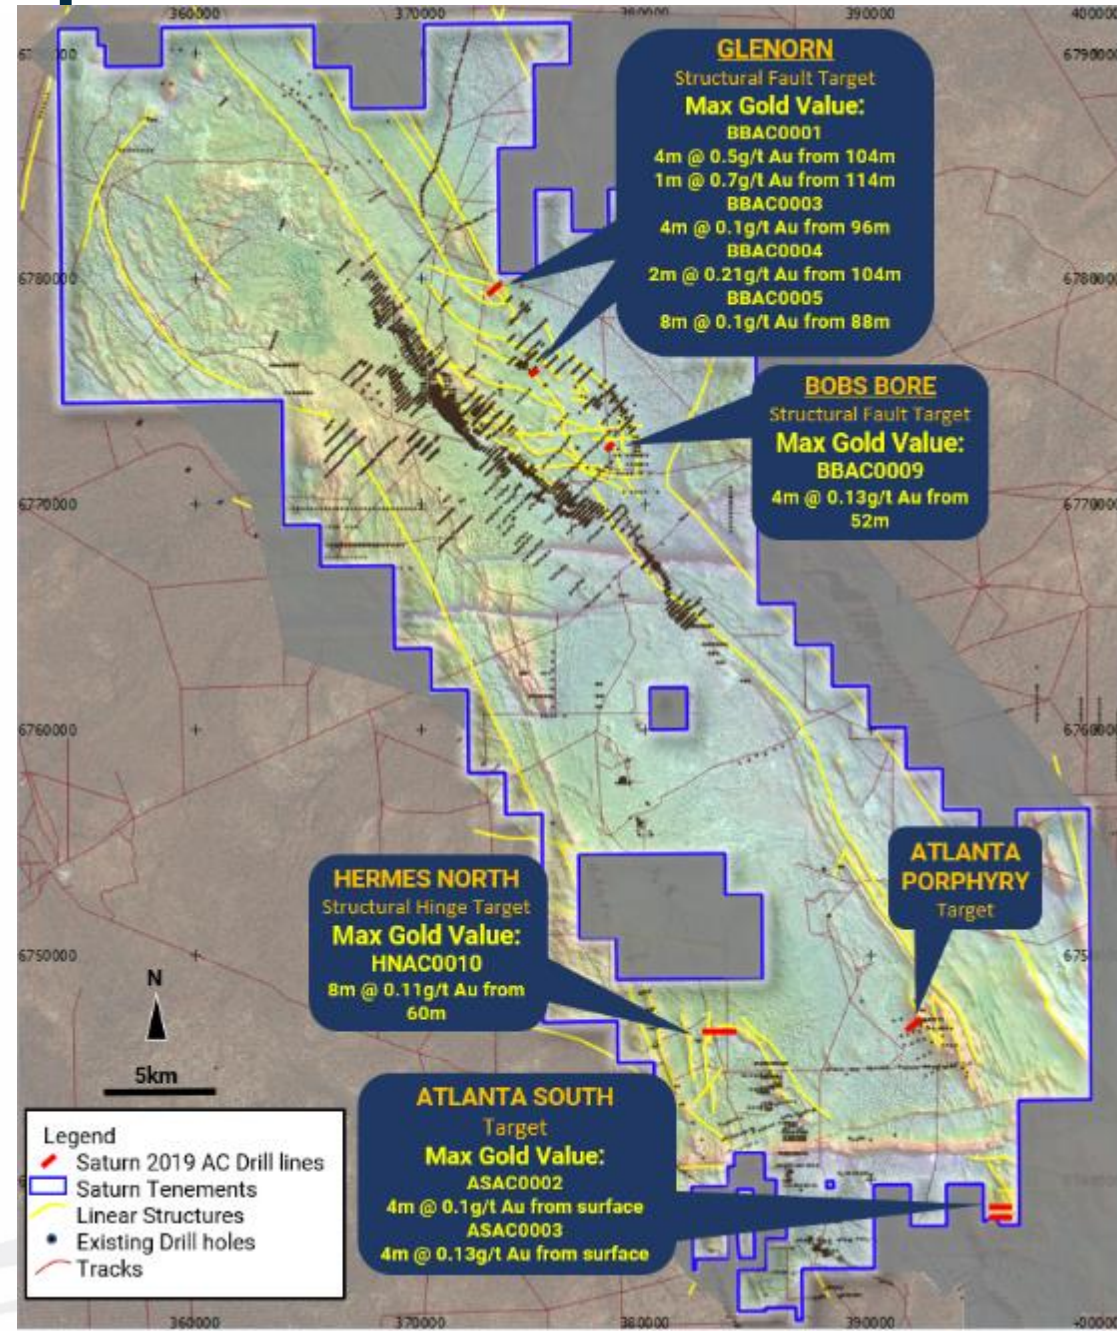 360000 370000 380000 390000 400000
6790000
GLENORN
Structural Fault Target
Max Gold Value:
BBAC0001
4m @ 0.5g/t Au from 104m
1m @ 0.7g/t Au from 114m
BBAC0003
4m @ 0.1g/t Au from 96m
BBAC0004
2m @ 0.21g/t Au from 104m
BBAC0005
8m @ 0.1g/t Au from 88m
6780000
BOBS BORE
Structural Fault Target
Max Gold Value:
BBAC0009
4m @ 0.13g/t Au from
52m
6770000
6760000
ATLANTA
PORPHYRY
Target
HERMES NORTH
Structural Hinge Target
Max Gold Value:
HNAC0010
8m @ 0.11g/t Au from
60m
6750000
N
5km
ATLANTA SOUTH
Target
Max Gold Value:
ASAC0002
4m @ 0.1g/t Au from surface
ASAC0003
4m @ 0.13g/t Au from surface
Legend
Saturn 2019 AC Drill lines
Saturn Tenements
Linear Structures
Existing Drill holes
Tracks
360000 370000 380000 390000